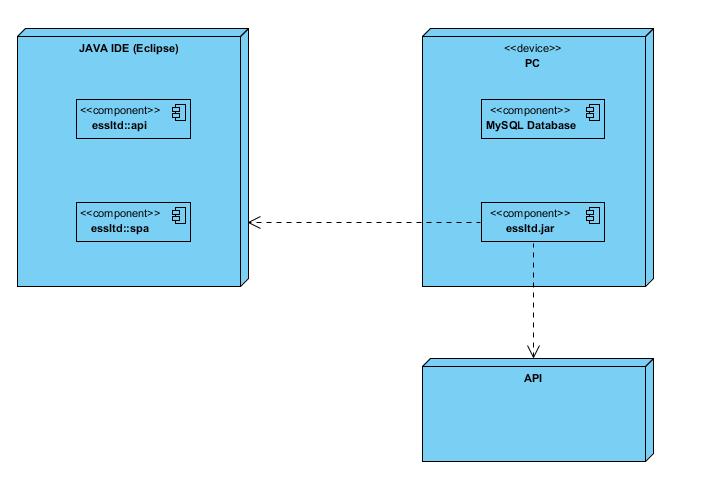 JAVA IDE (Eclipse)
<<component>>
essltd::api
<<component>>
essltd::spa
<<device>>
PC
<<component>>
MySQL Database
<<component>>
essltd.jar
API